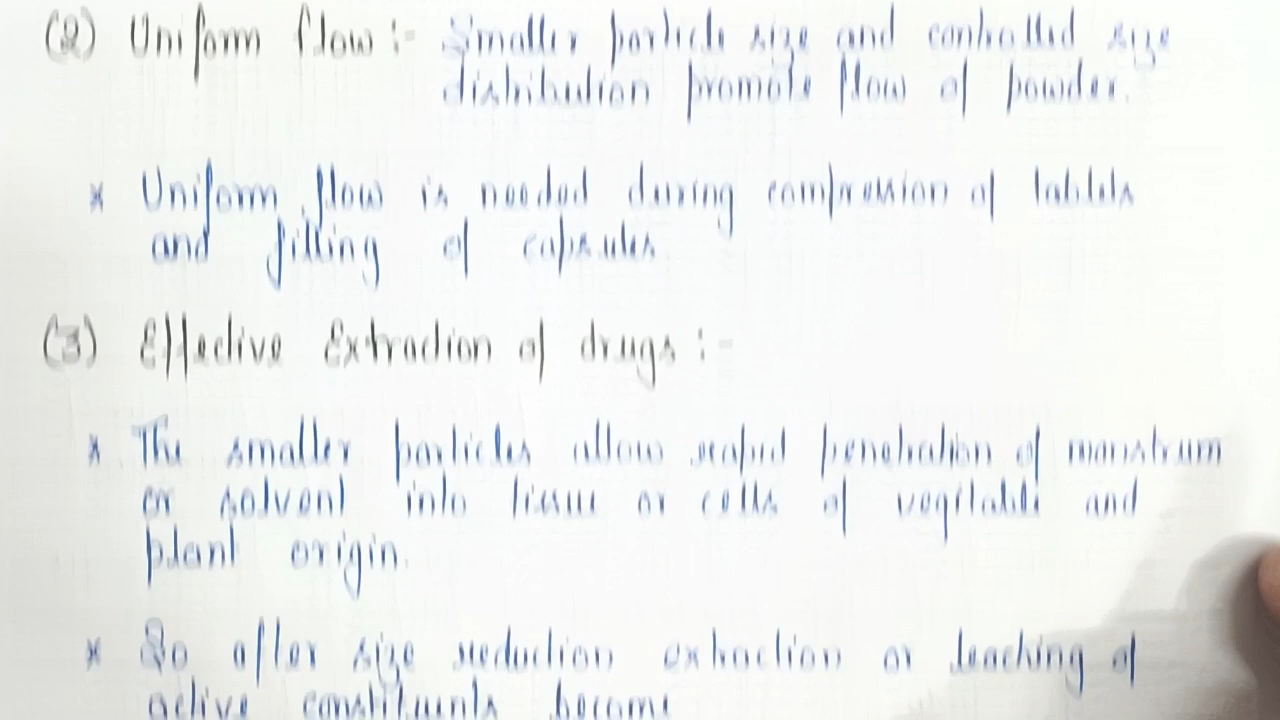 (2) Uniform flow :- Smaller particle size and controlled size
distribution promote flow of powder.
* Uniform flow is needed during compression of tablets
and filling of capsules
(3) Effective Extraction of drugs :-
* The smaller particles allow rapid penetration of menstrum
or solvent into tissue or cells of vegitable and
plant origin.
* So after size reduction extraction or leaching of
active constituents become